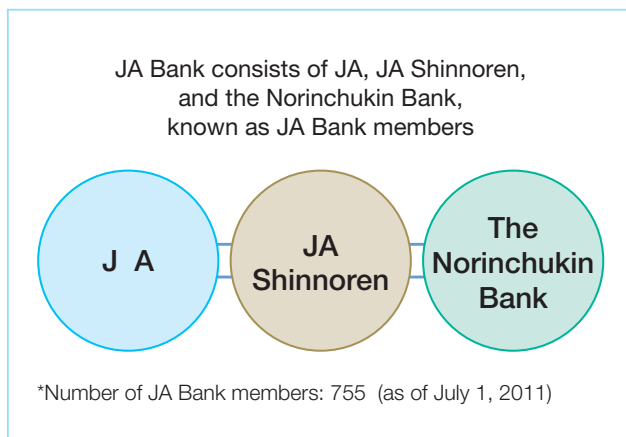 JA Bank consists of JA, JA Shinnoren,
and the Norinchukin Bank,
known as JA Bank members
J A
JA
Shinnoren
The
Norinchukin
Bank
*Number of JA Bank members: 755 (as of July 1, 2011)